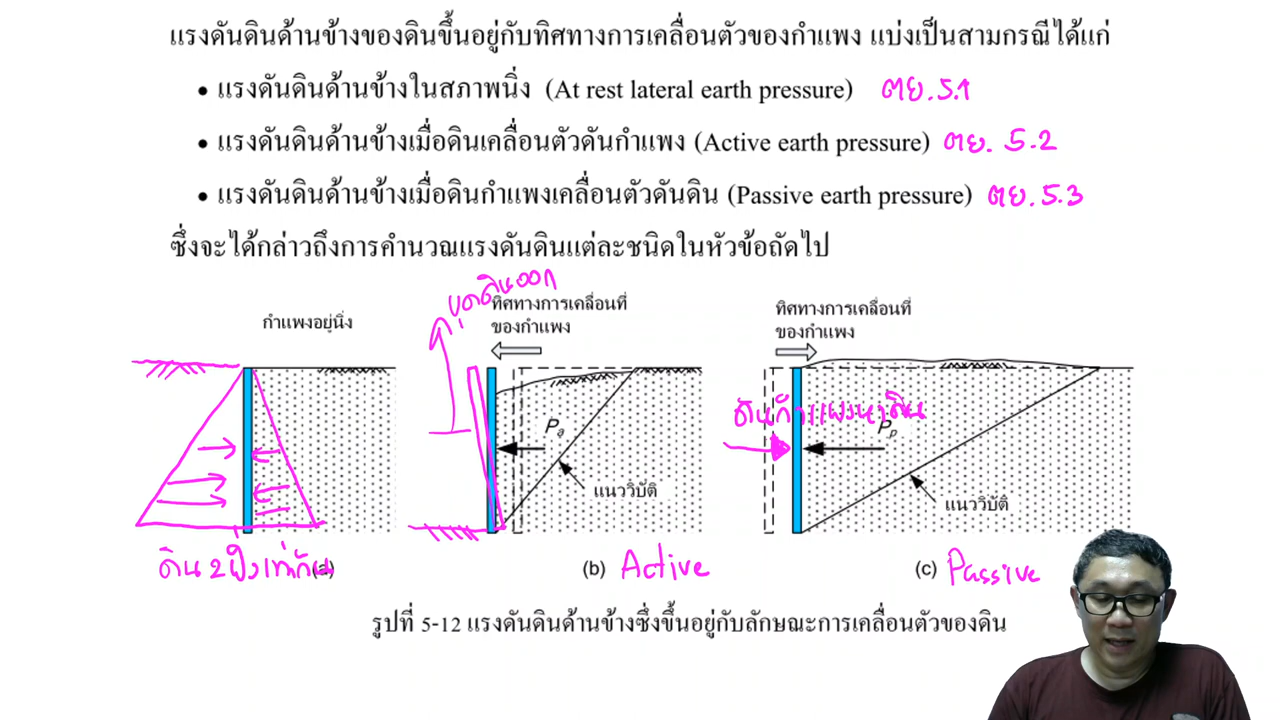 แรงดันดินด้านข้างของดินขึ้นอยู่กับทิศทางการเคลื่อนตัวของกำแพง แบ่งเป็นสามกรณีได้แก่
• แรงดันดินด้านข้างในสภาพนิ่ง (At rest lateral earth pressure) ตย.5.1
• แรงดันดินด้านข้างเมื่อดินเคลื่อนตัวดันกำแพง (Active earth pressure) ตย. 5.2
• แรงดันดินด้านข้างเมื่อดินกำแพงเคลื่อนตัวดันดิน (Passive earth pressure) ตย.5.3
ซึ่งจะได้กล่าวถึงการคำนวณแรงดันดินแต่ละชนิดในหัวข้อถัดไป
กำแพงอยู่นิ่ง
ดิน 2 ฝั่งเท่ากัน
(a)
ขุดดินออก
ทิศทางการเคลื่อนที่
ของกำแพง
Pa
แนววิบัติ
(b) Active
ทิศทางการเคลื่อนที่
ของกำแพง
ดันกำแพงหาดิน
Pp
แนววิบัติ
(c) Passive
รูปที่ 5-12 แรงดันดินด้านข้างซึ่งขึ้นอยู่กับลักษณะการเคลื่อนตัวของดิน